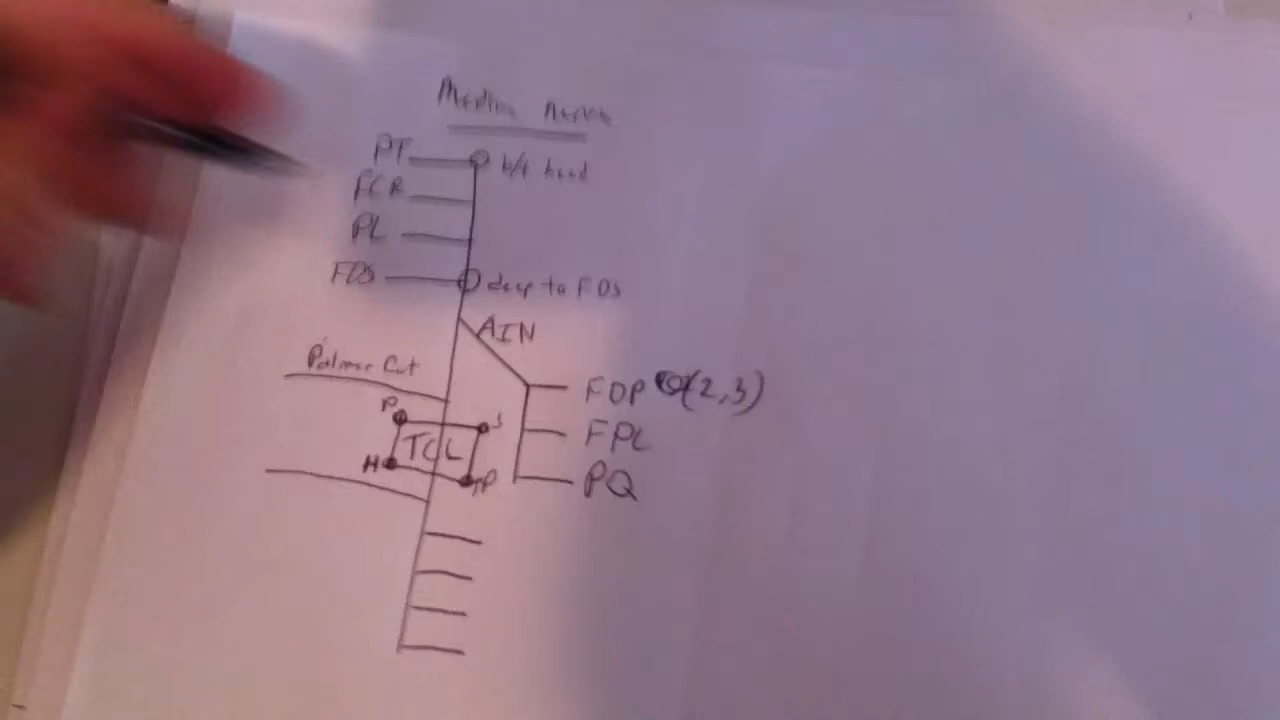 Median Nerve
PT b/t head
FCR
PL
FDS deep to FDS
AIN
Palmar Cut
FDP (2,3)
P S
TCL
FPL
H TP
PQ